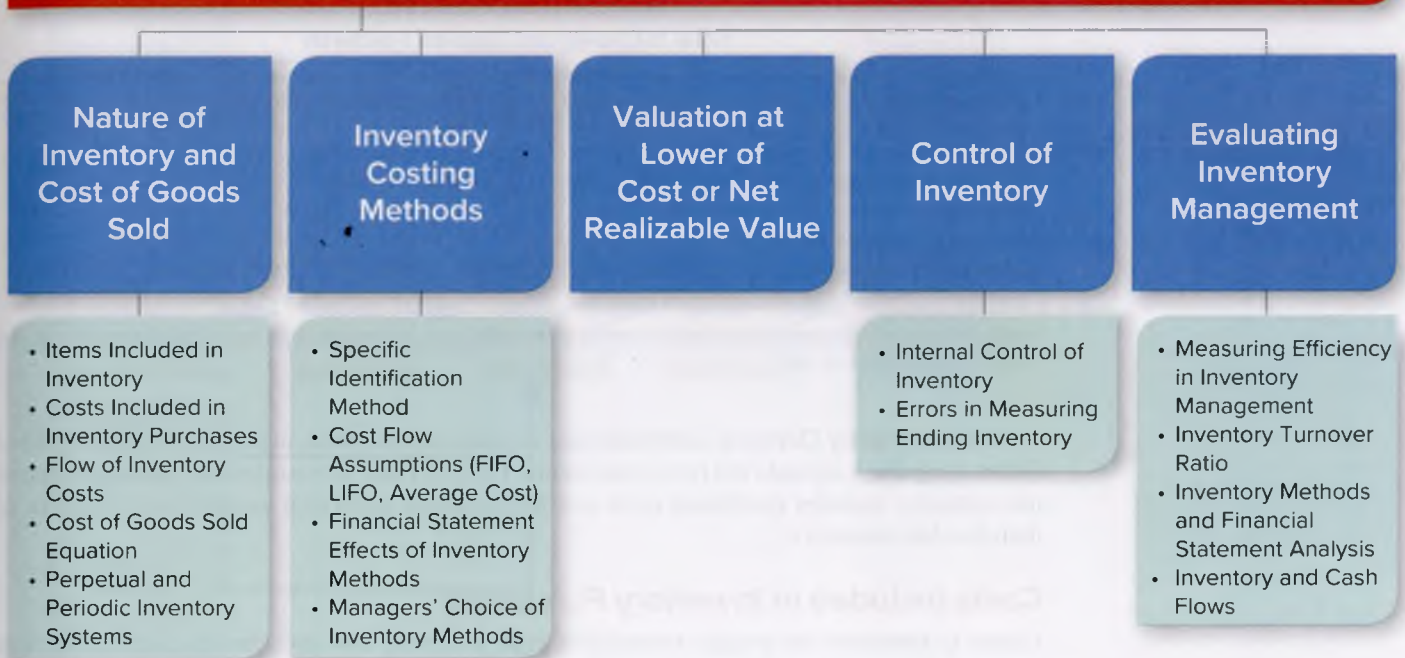 Nature of
Inventory and
Cost of Goods
Sold
Inventory
Costing
Methods
Valuation at
Lower of
Cost or Net
Realizable Value
Control of
Inventory
Evaluating
Inventory
Management
• Items Included in
Inventory
• Costs Included in
Inventory Purchases
• Flow of Inventory
Costs
• Cost of Goods Sold
Equation
• Perpetual and
Periodic Inventory
Systems
• Specific
Identification
Method
• Cost Flow
Assumptions (FIFO,
LIFO, Average Cost)
• Financial Statement
Effects of Inventory
Methods
• Managers' Choice of
Inventory Methods
• Internal Control of
Inventory
• Errors in Measuring
Ending Inventory
• Measuring Efficiency
in Inventory
Management
• Inventory Turnover
Ratio
• Inventory Methods
and Financial
Statement Analysis
• Inventory and Cash
Flows